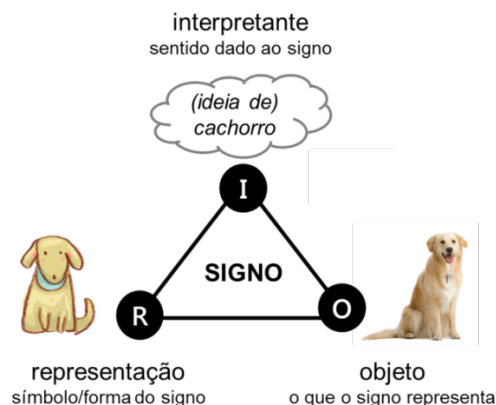 interpretante
sentido dado ao signo
(ideia de)
cachorro
I
SIGNO
R
O
representação
símbolo/forma do signo
objeto
o que o signo representa